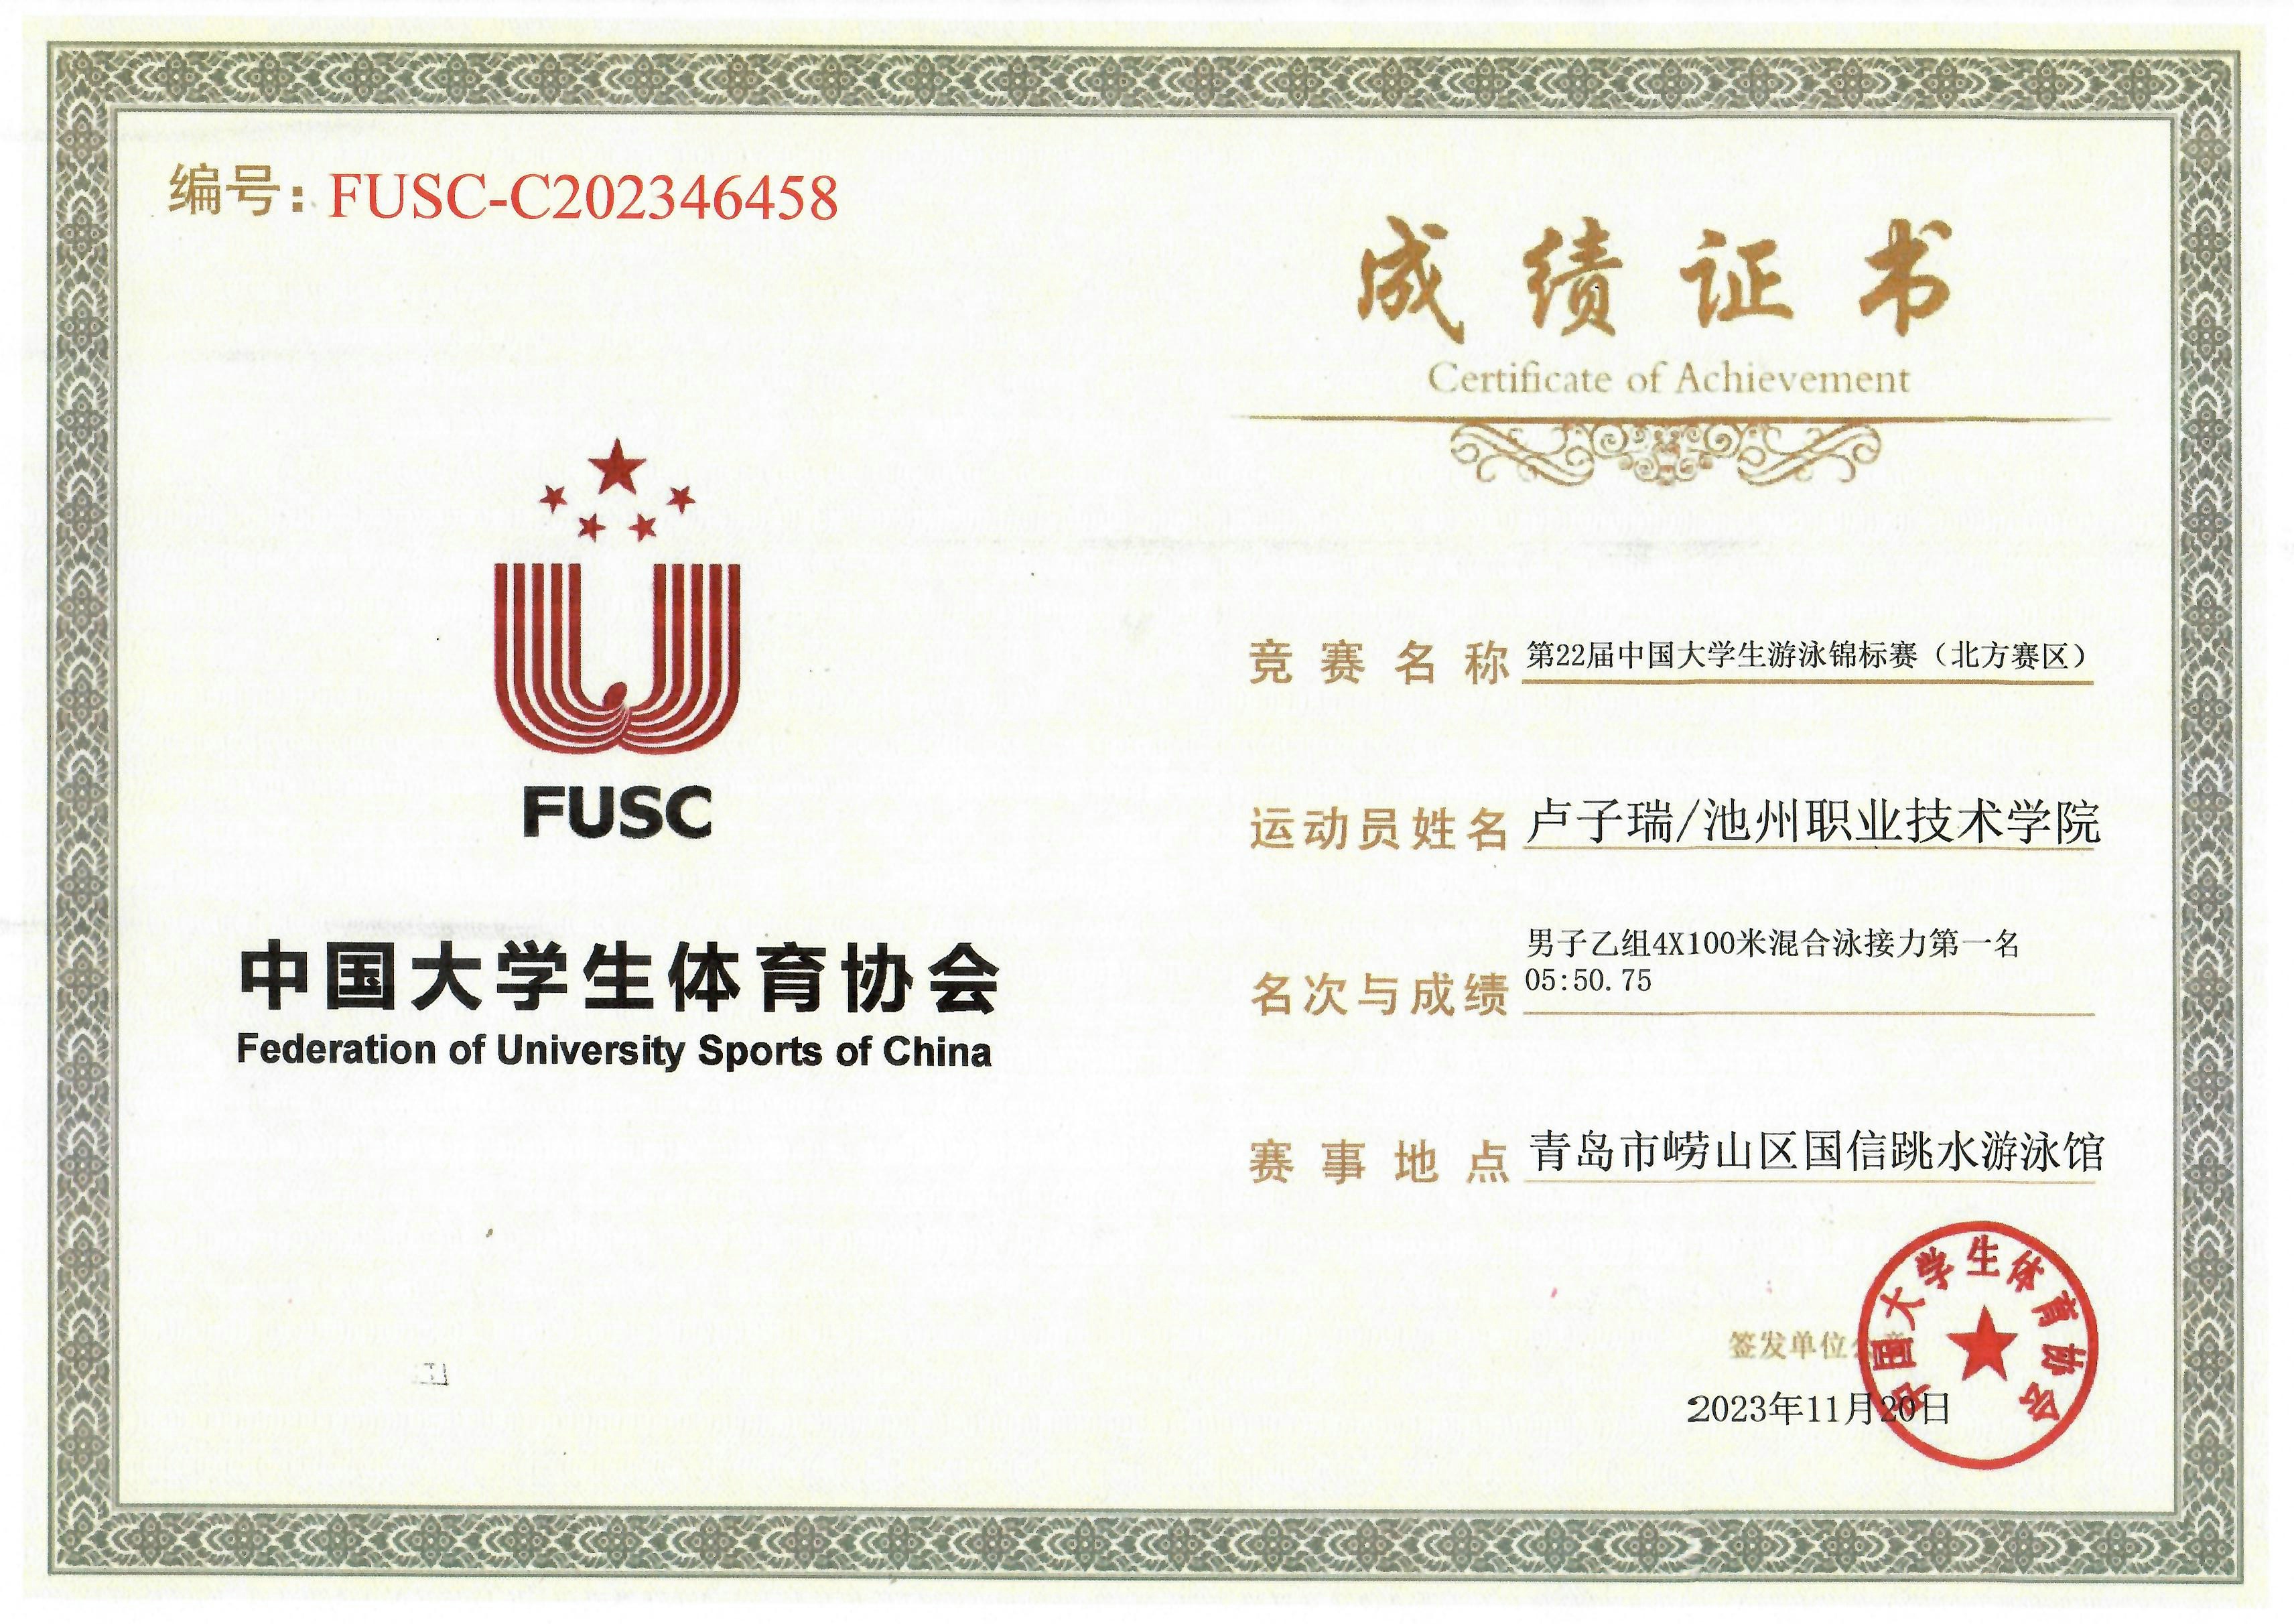 编号：FUSC-C202346458
成绩证书
Certificate of Achievement
FUSC
中国大学生体育协会
Federation of University Sports of China
竞赛名称 第22届中国大学生游泳锦标赛（北方赛区）
运动员姓名 卢子瑞/池州职业技术学院
名次与成绩 男子乙组4X100米混合泳接力第一名
05:50.75
赛事地点 青岛市崂山区国信跳水游泳馆
签发单位公章
2023年11月20日
中国大学生体育协会